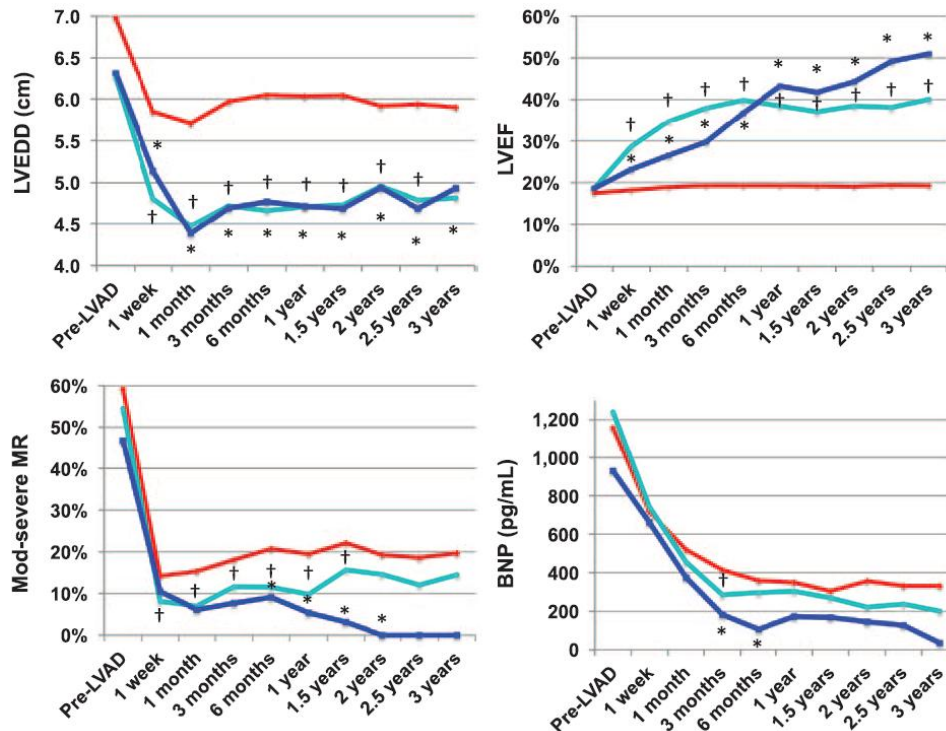 LVEDD (cm)
7.0
6.5
6.0
5.5
5.0
4.5
4.0
* * * * * * * * *
† † † † † † † †
Pre-LVAD
1 week
1 month
3 months
6 months
1 year
1.5 years
2 years
2.5 years
3 years
LVEF
60%
50%
40%
30%
20%
10%
0%
* * * * * * * * *
† † † † † † † † †
Pre-LVAD
1 week
1 month
3 months
6 months
1 year
1.5 years
2 years
2.5 years
3 years
Mod-severe MR
60%
50%
40%
30%
20%
10%
0%
† † † † † †
* * * *
Pre-LVAD
1 week
1 month
3 months
6 months
1 year
1.5 years
2 years
2.5 years
3 years
BNP (pg/mL)
1,200
1,000
800
600
400
200
0
†
* *
Pre-LVAD
1 week
1 month
3 months
6 months
1 year
1.5 years
2 years
2.5 years
3 years